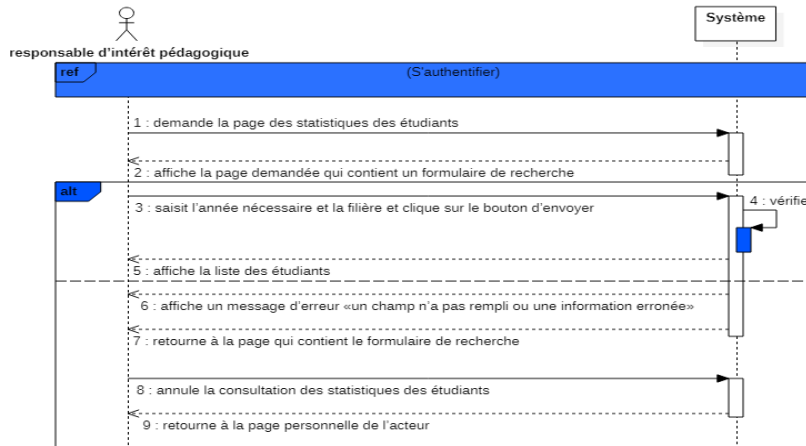 Système
responsable d’intérêt pédagogique
ref
(S'authentifier)
1 : demande la page des statistiques des étudiants
2 : affiche la page demandée qui contient un formulaire de recherche
alt
3 : saisit l’année nécessaire et la filière et clique sur le bouton d’envoyer
4 : vérifie
5 : affiche la liste des étudiants
6 : affiche un message d’erreur «un champ n’a pas rempli ou une information erronée»
7 : retourne à la page qui contient le formulaire de recherche
8 : annule la consultation des statistiques des étudiants
9 : retourne à la page personnelle de l’acteur